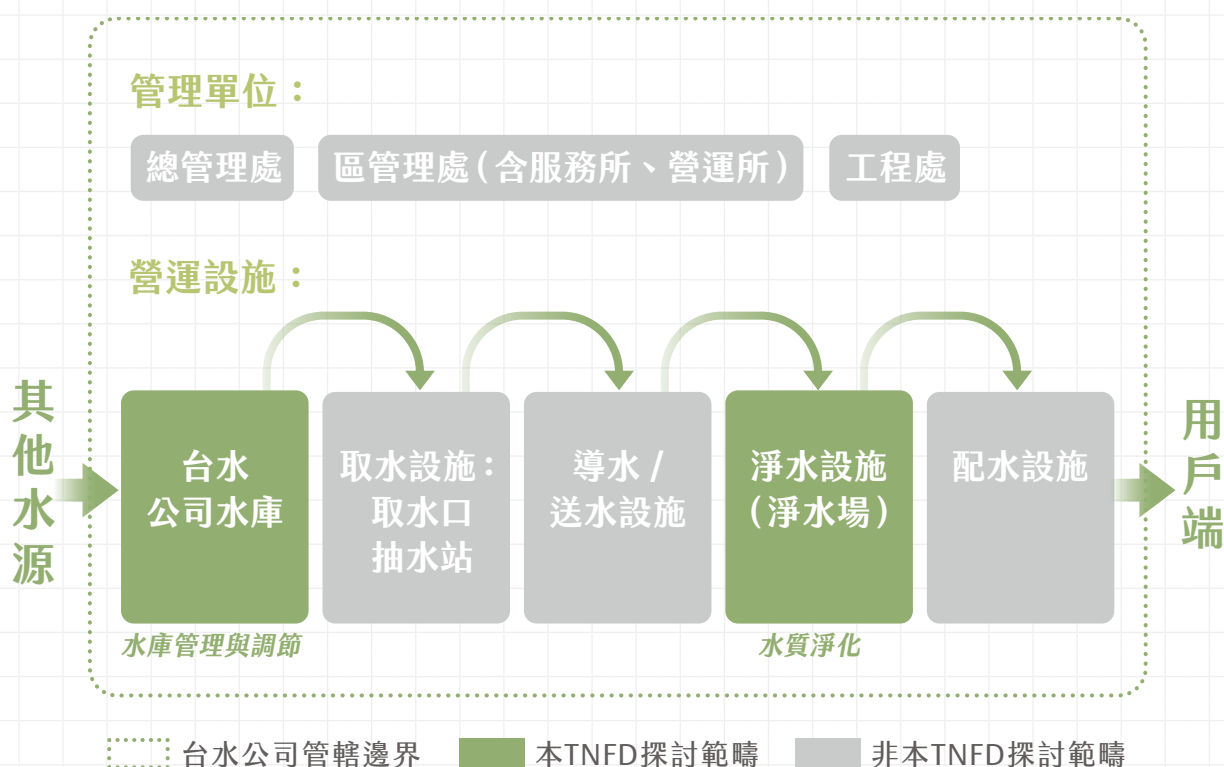 管理單位：
總管理處
區管理處（含服務所、營運所）
工程處
營運設施：
其他水源
台水
公司水庫
取水設施：
取水口
抽水站
導水 /
送水設施
淨水設施
（淨水場）
配水設施
用戶端
水庫管理與調節
水質淨化
台水公司管轄邊界
本TNFD探討範疇
非本TNFD探討範疇